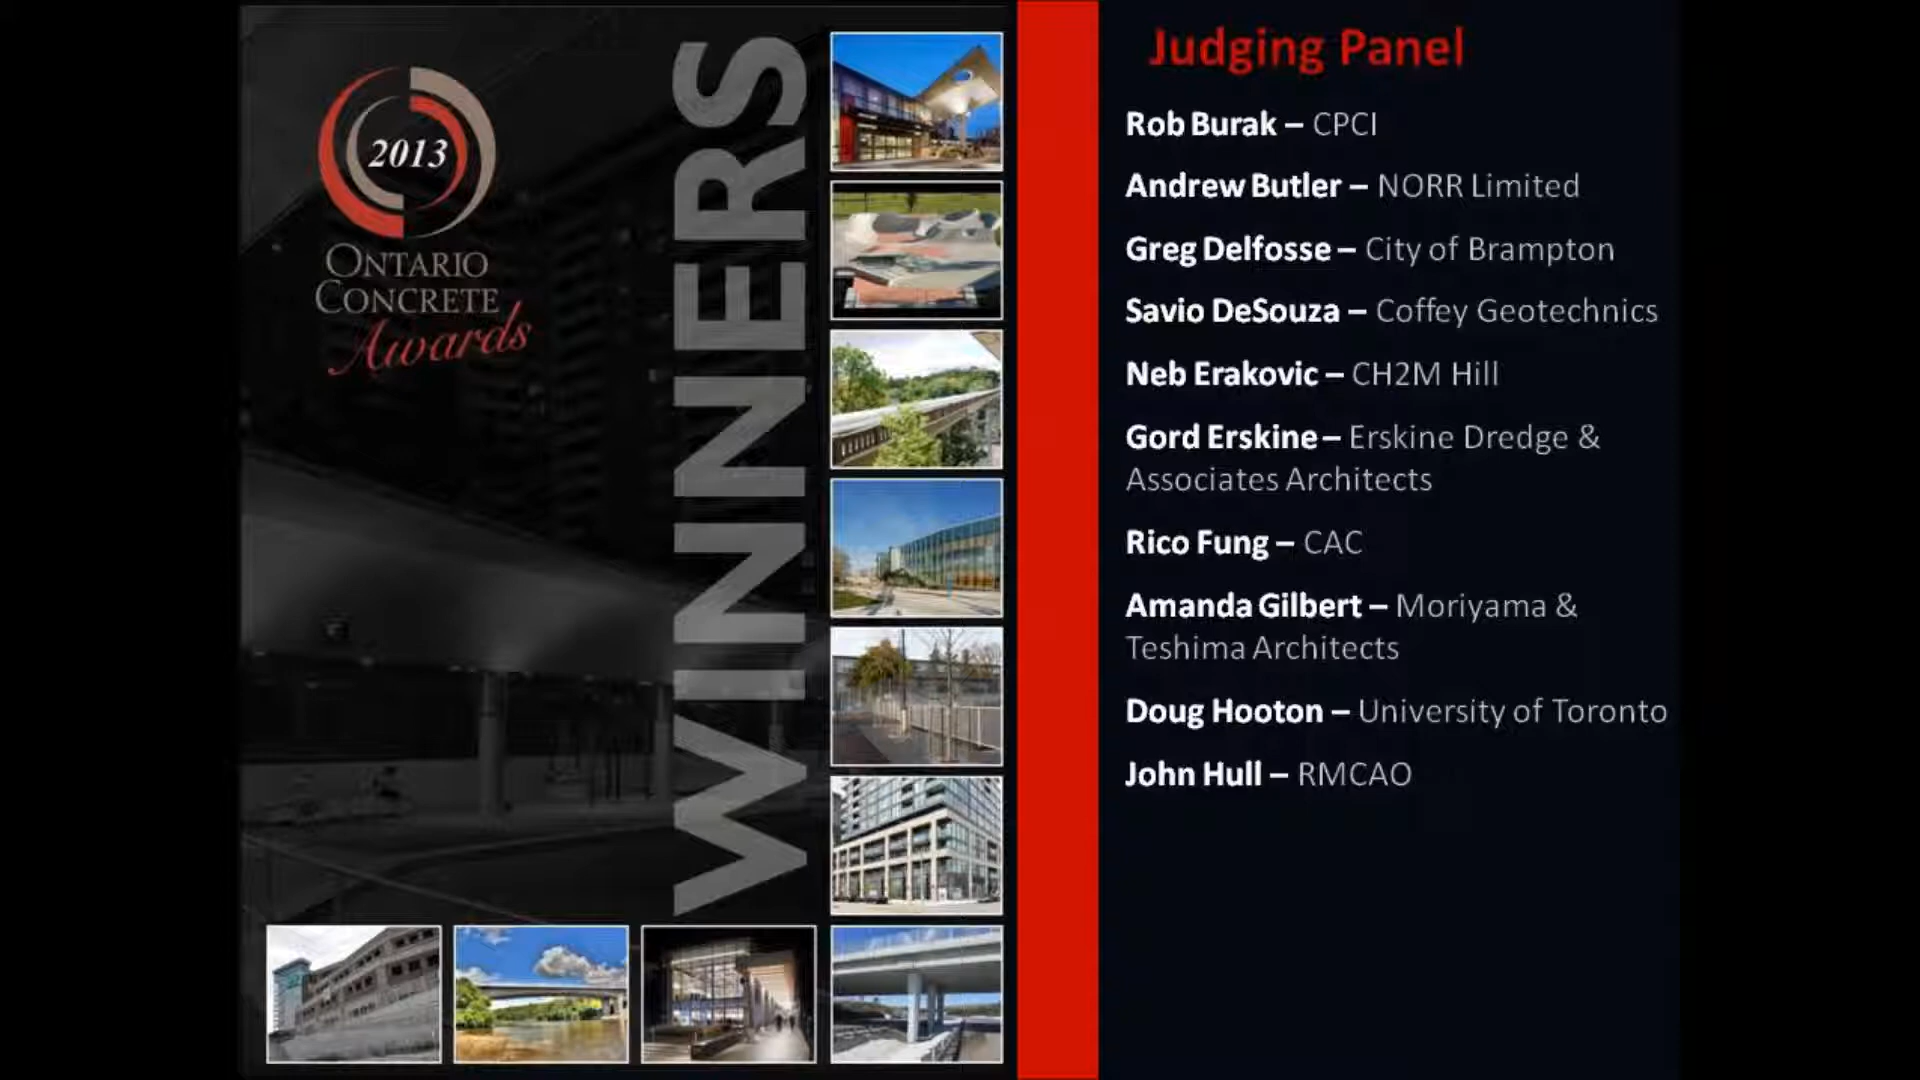 2013
ONTARIO
CONCRETE
Awards
WINNERS
Judging Panel
Rob Burak – CPCI
Andrew Butler – NORR Limited
Greg Delfosse – City of Brampton
Savio DeSouza – Coffey Geotechnics
Neb Erakovic – CH2M Hill
Gord Erskine – Erskine Dredge &
Associates Architects
Rico Fung – CAC
Amanda Gilbert – Moriyama &
Teshima Architects
Doug Hooton – University of Toronto
John Hull – RMCAO